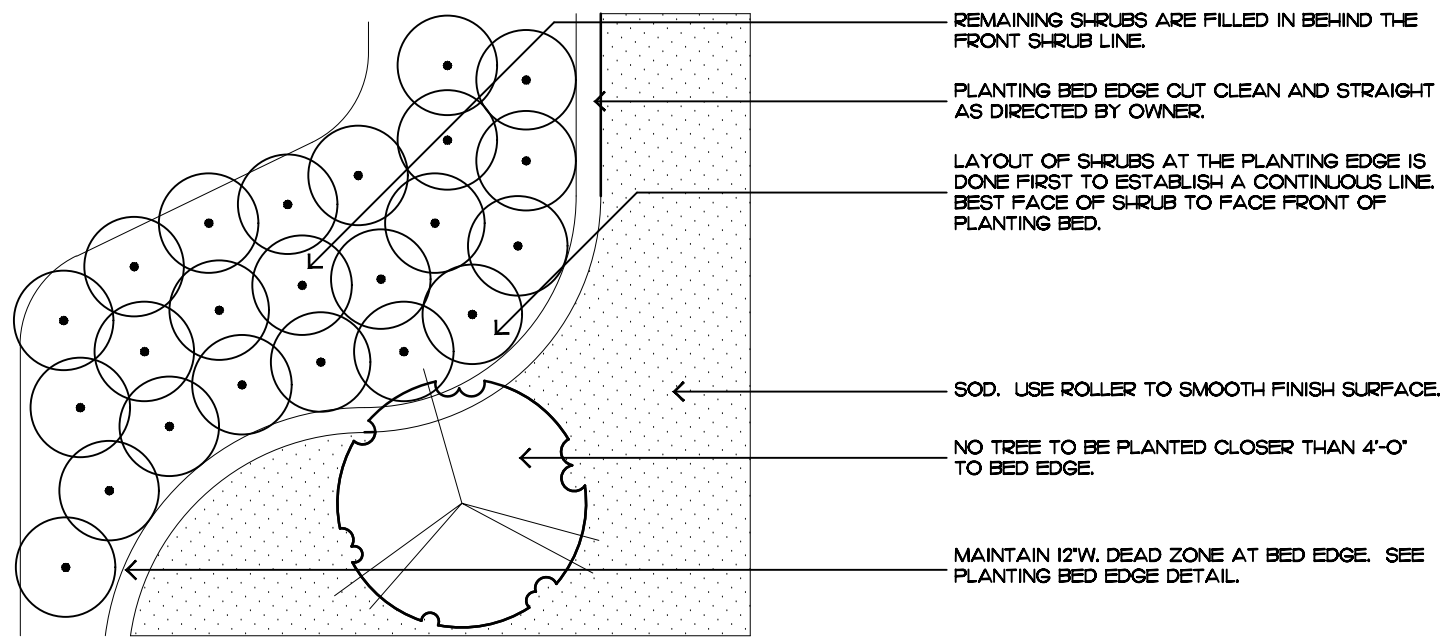 REMAINING SHRUBS ARE FILLED IN BEHIND THE
FRONT SHRUB LINE.
PLANTING BED EDGE CUT CLEAN AND STRAIGHT
AS DIRECTED BY OWNER.
LAYOUT OF SHRUBS AT THE PLANTING EDGE IS
DONE FIRST TO ESTABLISH A CONTINUOUS LINE.
BEST FACE OF SHRUB TO FACE FRONT OF
PLANTING BED.
SOD.  USE ROLLER TO SMOOTH FINISH SURFACE.
NO TREE TO BE PLANTED CLOSER THAN 4'-0"
TO BED EDGE.
MAINTAIN 12"W. DEAD ZONE AT BED EDGE.  SEE
PLANTING BED EDGE DETAIL.